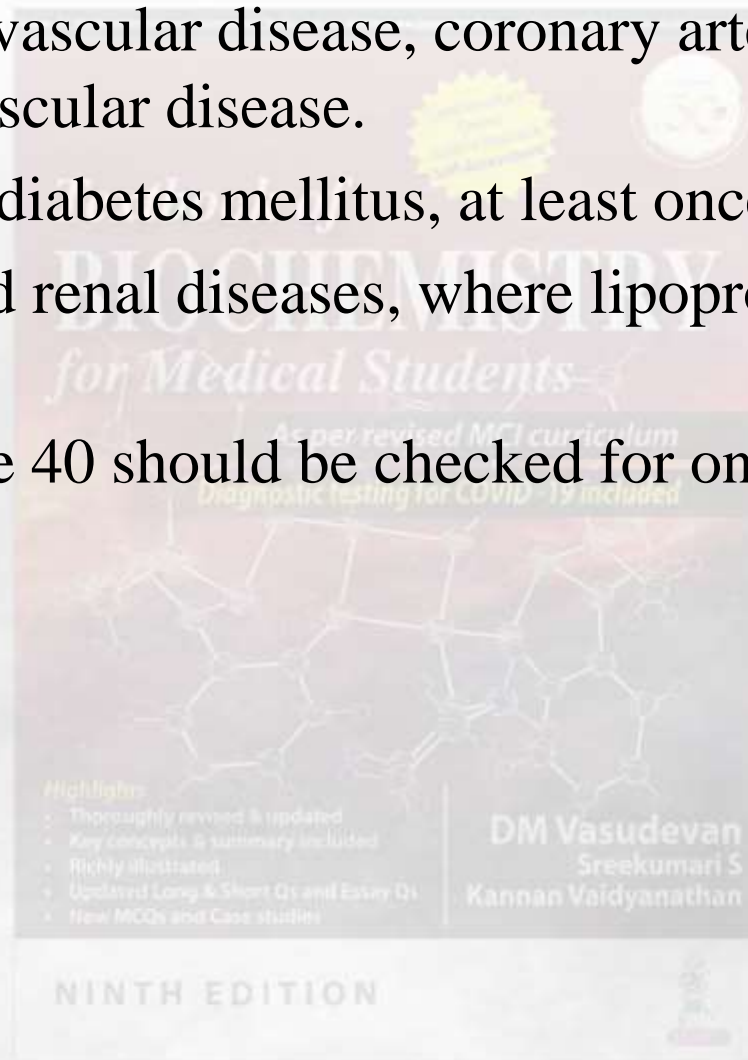 vascular disease, coronary arte
scular disease.
diabetes mellitus, at least once
d renal diseases, where lipopro
BIOCHEMISTRY
for Medical Students
As per revised MCI curriculum
e 40 should be checked for on
Diagnostic testing for COVID-19 included
Highlights
• Thoroughly revised & updated
• Key concepts & summary included
• Richly illustrated
• Updated Long & Short Qs and Essay Qs
• New MCQs and Case studies
DM Vasudevan
Sreekumari S
Kannan Vaidyanathan
NINTH EDITION